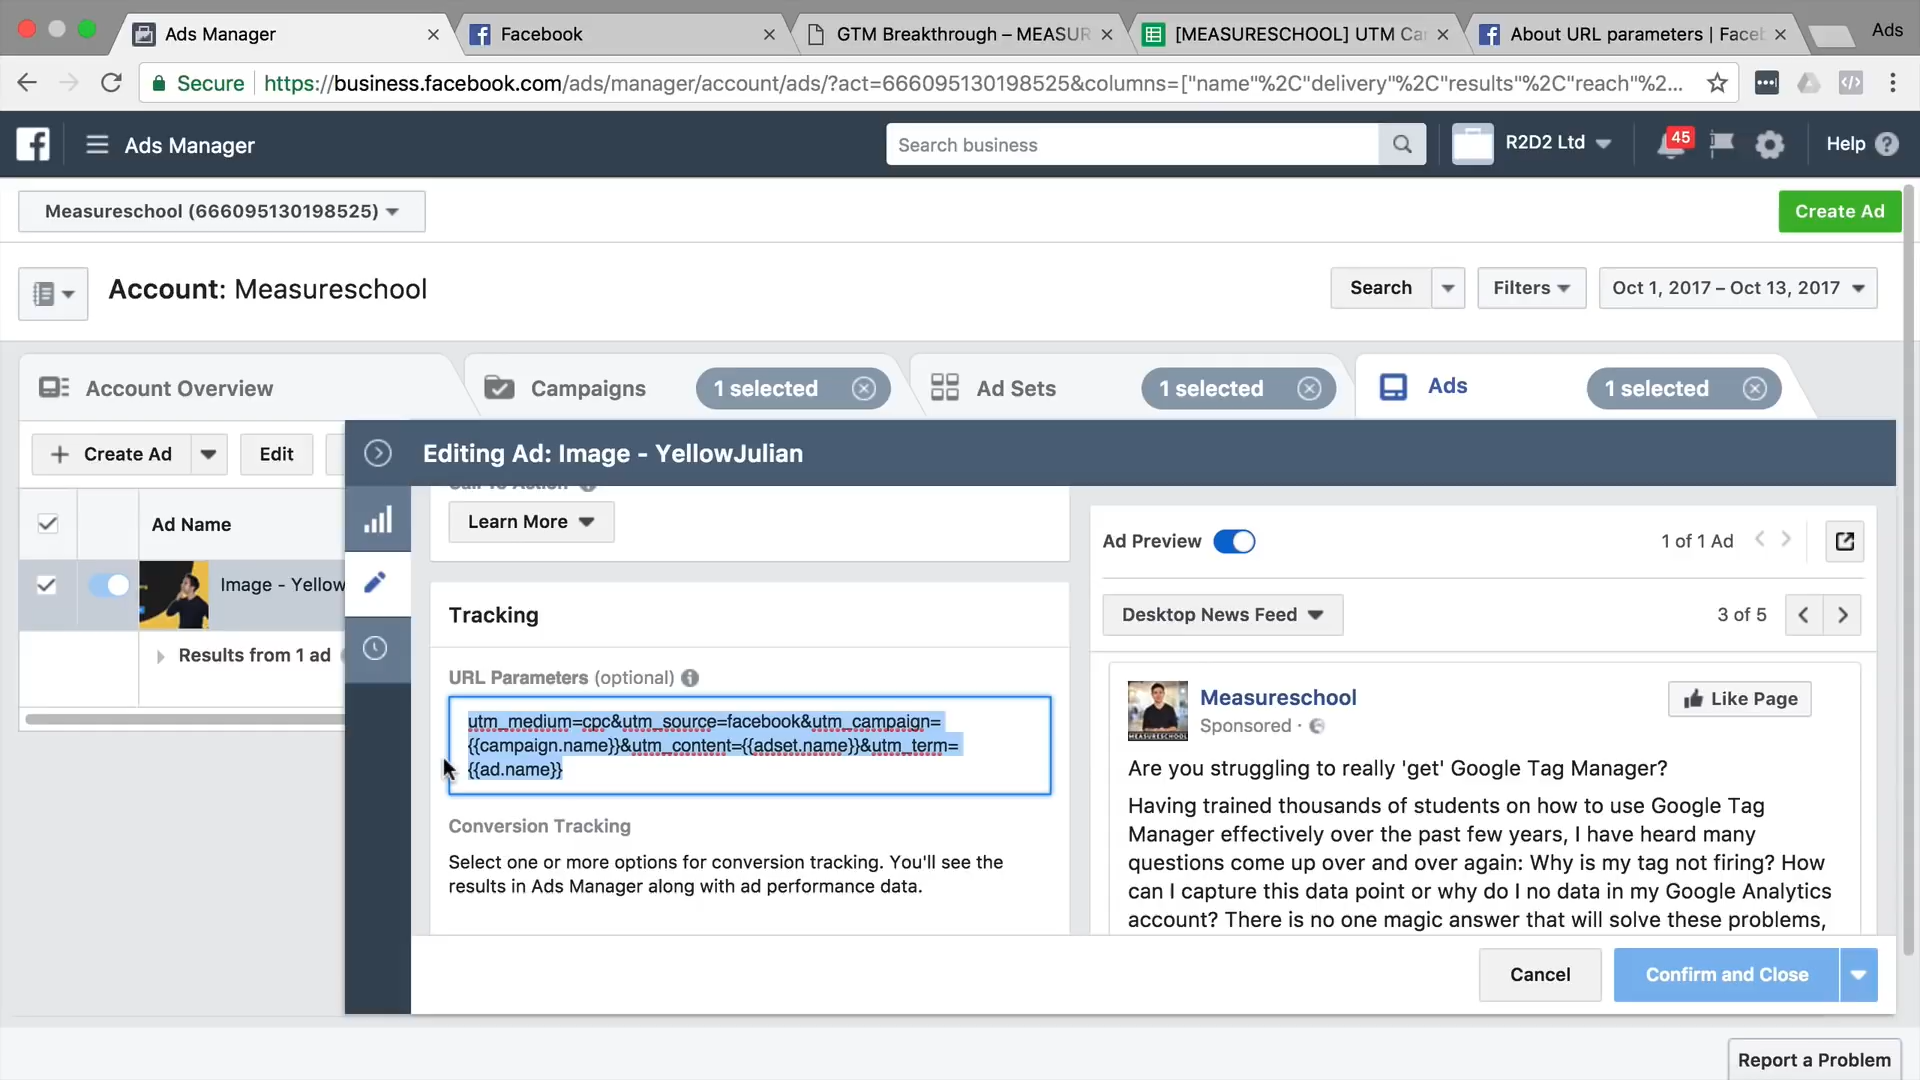 Ads Manager
Facebook
GTM Breakthrough – MEASUR
[MEASURESCHOOL] UTM Ca
About URL parameters | Face
Ads
Secure
https://business.facebook.com/ads/manager/account/ads/?act=666095130198525&columns=["name"%2C"delivery"%2C"results"%2C"reach"%2...
Ads Manager
Search business
R2D2 Ltd
45
Help
Measureschool (666095130198525)
Create Ad
Account: Measureschool
Search
Filters
Oct 1, 2017 – Oct 13, 2017
Account Overview
Campaigns
1 selected
Ad Sets
1 selected
Ads
1 selected
+ Create Ad
Edit
Editing Ad: Image - YellowJulian
Call To Action
Learn More
Ad Preview
1 of 1 Ad
Ad Name
Image - Yellow
Results from 1 ad
Tracking
Desktop News Feed
3 of 5
URL Parameters (optional)
utm_medium=cpc&utm_source=facebook&utm_campaign=
{{campaign.name}}&utm_content={{adset.name}}&utm_term=
{{ad.name}}
Conversion Tracking
Select one or more options for conversion tracking. You'll see the
results in Ads Manager along with ad performance data.
MEASURESCHOOL
Measureschool
Sponsored ·
Like Page
Are you struggling to really 'get' Google Tag Manager?
Having trained thousands of students on how to use Google Tag
Manager effectively over the past few years, I have heard many
questions come up over and over again: Why is my tag not firing? How
can I capture this data point or why do I no data in my Google Analytics
account? There is no one magic answer that will solve these problems,
Cancel
Confirm and Close
Report a Problem